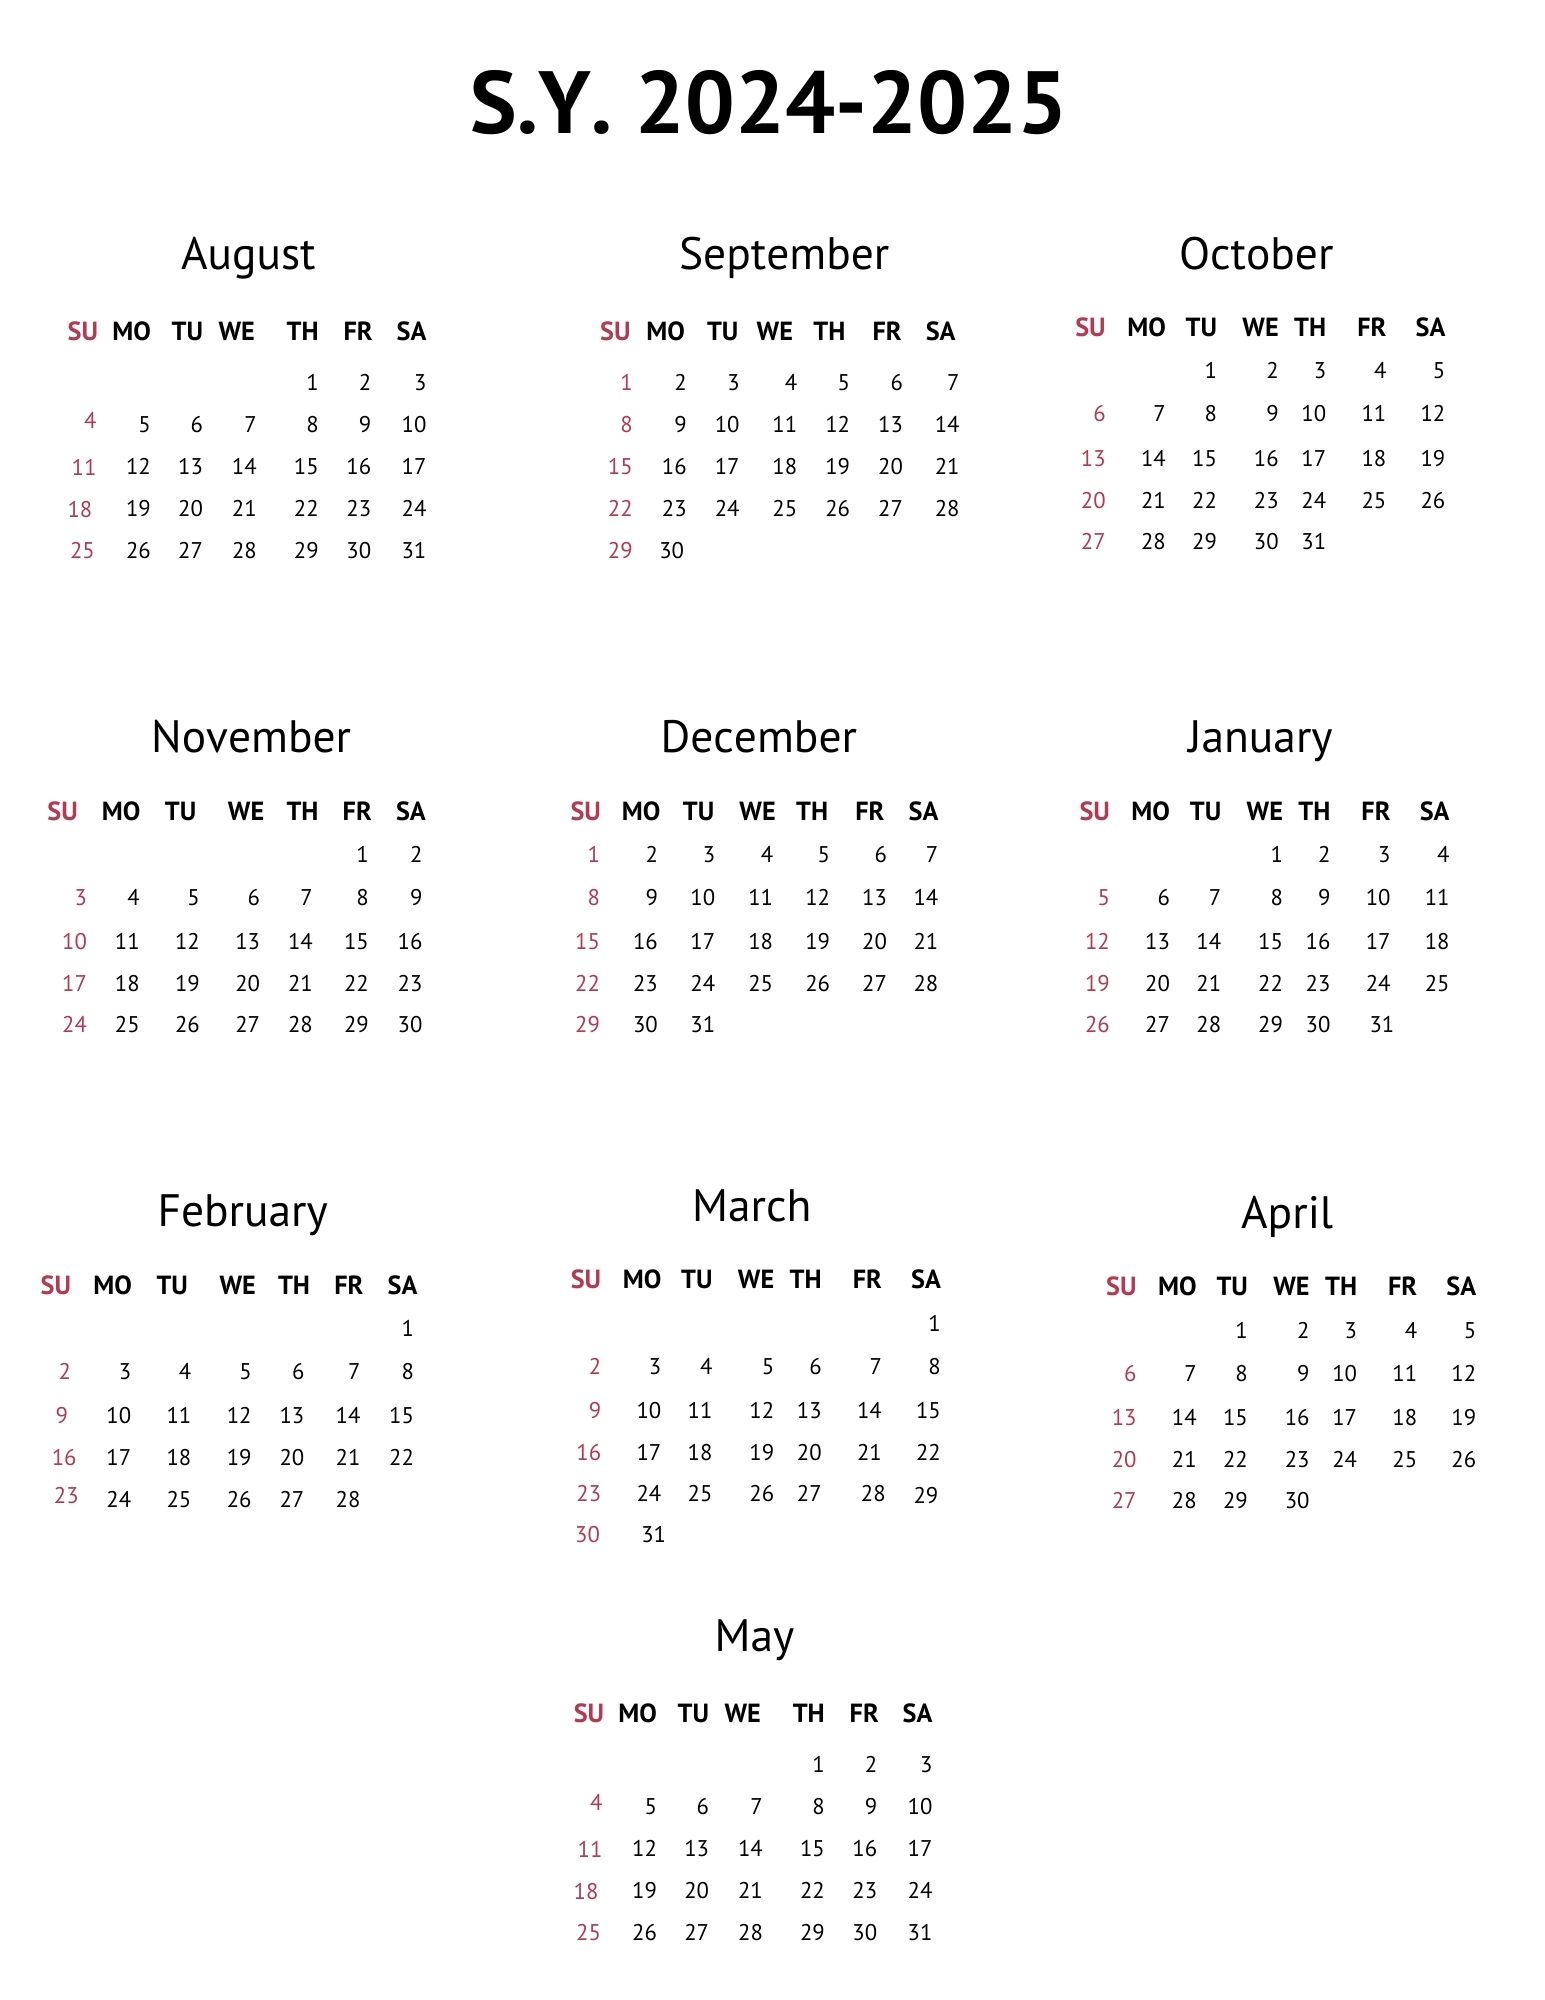 S.Y. 2024-2025
August
SU MO TU WE TH FR SA
1 2 3
4 5 6 7 8 9 10
11 12 13 14 15 16 17
18 19 20 21 22 23 24
25 26 27 28 29 30 31
September
SU MO TU WE TH FR SA
1 2 3 4 5 6 7
8 9 10 11 12 13 14
15 16 17 18 19 20 21
22 23 24 25 26 27 28
29 30
October
SU MO TU WE TH FR SA
1 2 3 4 5
6 7 8 9 10 11 12
13 14 15 16 17 18 19
20 21 22 23 24 25 26
27 28 29 30 31
November
SU MO TU WE TH FR SA
1 2
3 4 5 6 7 8 9
10 11 12 13 14 15 16
17 18 19 20 21 22 23
24 25 26 27 28 29 30
December
SU MO TU WE TH FR SA
1 2 3 4 5 6 7
8 9 10 11 12 13 14
15 16 17 18 19 20 21
22 23 24 25 26 27 28
29 30 31
January
SU MO TU WE TH FR SA
1 2 3 4
5 6 7 8 9 10 11
12 13 14 15 16 17 18
19 20 21 22 23 24 25
26 27 28 29 30 31
February
SU MO TU WE TH FR SA
1
2 3 4 5 6 7 8
9 10 11 12 13 14 15
16 17 18 19 20 21 22
23 24 25 26 27 28
March
SU MO TU WE TH FR SA
1
2 3 4 5 6 7 8
9 10 11 12 13 14 15
16 17 18 19 20 21 22
23 24 25 26 27 28 29
30 31
April
SU MO TU WE TH FR SA
1 2 3 4 5
6 7 8 9 10 11 12
13 14 15 16 17 18 19
20 21 22 23 24 25 26
27 28 29 30
May
SU MO TU WE TH FR SA
1 2 3
4 5 6 7 8 9 10
11 12 13 14 15 16 17
18 19 20 21 22 23 24
25 26 27 28 29 30 31